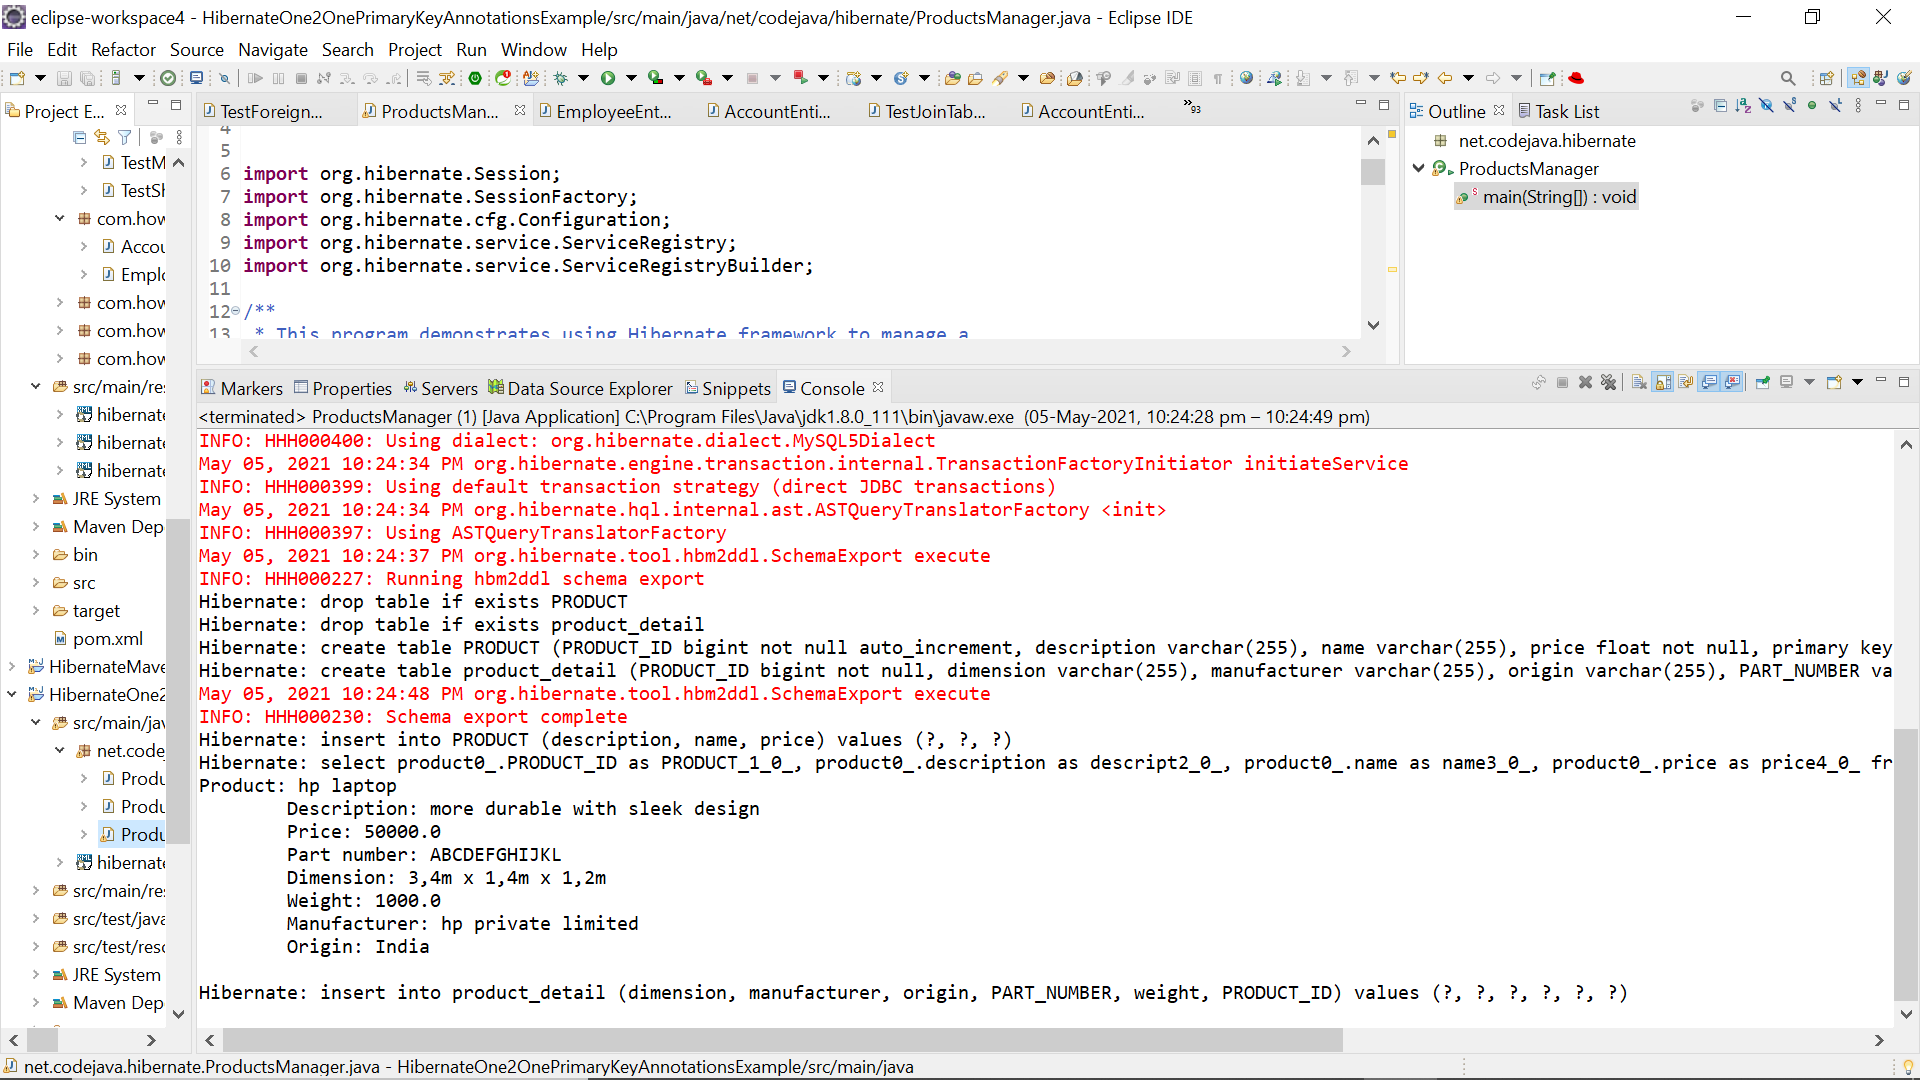 eclipse-workspace4 - HibernateOne2OnePrimaryKeyAnnotationsExample/src/main/java/net/codejava/hibernate/ProductsManager.java - Eclipse IDE
File Edit Refactor Source Navigate Search Project Run Window Help
Project E...
TestForeign... ProductsMan... EmployeeEnt... AccountEnti... TestJoinTab... AccountEnti... »93
Outline Task List
TestM
TestSh
com.how
Accou
Emplo
com.how
com.how
com.how
src/main/res
hibernate
hibernate
hibernate
JRE System
Maven Dep
bin
src
target
pom.xml
HibernateMave
HibernateOne2
src/main/jav
net.code
Produ
Produ
Produ
hibernate
src/main/res
src/test/java
src/test/reso
JRE System
Maven Dep
4
5
6 import org.hibernate.Session;
7 import org.hibernate.SessionFactory;
8 import org.hibernate.cfg.Configuration;
9 import org.hibernate.service.ServiceRegistry;
10 import org.hibernate.service.ServiceRegistryBuilder;
11
12 /**
13 * This program demonstrates using Hibernate framework to manage a
net.codejava.hibernate
ProductsManager
main(String[]) : void
Markers Properties Servers Data Source Explorer Snippets Console
<terminated> ProductsManager (1) [Java Application] C:\Program Files\Java\jdk1.8.0_111\bin\javaw.exe (05-May-2021, 10:24:28 pm – 10:24:49 pm)
INFO: HHH000400: Using dialect: org.hibernate.dialect.MySQL5Dialect
May 05, 2021 10:24:34 PM org.hibernate.engine.transaction.internal.TransactionFactoryInitiator initiateService
INFO: HHH000399: Using default transaction strategy (direct JDBC transactions)
May 05, 2021 10:24:34 PM org.hibernate.hql.internal.ast.ASTQueryTranslatorFactory <init>
INFO: HHH000397: Using ASTQueryTranslatorFactory
May 05, 2021 10:24:37 PM org.hibernate.tool.hbm2ddl.SchemaExport execute
INFO: HHH000227: Running hbm2ddl schema export
Hibernate: drop table if exists PRODUCT
Hibernate: drop table if exists product_detail
Hibernate: create table PRODUCT (PRODUCT_ID bigint not null auto_increment, description varchar(255), name varchar(255), price float not null, primary key
Hibernate: create table product_detail (PRODUCT_ID bigint not null, dimension varchar(255), manufacturer varchar(255), origin varchar(255), PART_NUMBER va
May 05, 2021 10:24:48 PM org.hibernate.tool.hbm2ddl.SchemaExport execute
INFO: HHH000230: Schema export complete
Hibernate: insert into PRODUCT (description, name, price) values (?, ?, ?)
Hibernate: select product0_.PRODUCT_ID as PRODUCT_1_0_, product0_.description as descript2_0_, product0_.name as name3_0_, product0_.price as price4_0_ fr
Product: hp laptop
Description: more durable with sleek design
Price: 50000.0
Part number: ABCDEFGHIJKL
Dimension: 3,4m x 1,4m x 1,2m
Weight: 1000.0
Manufacturer: hp private limited
Origin: India
Hibernate: insert into product_detail (dimension, manufacturer, origin, PART_NUMBER, weight, PRODUCT_ID) values (?, ?, ?, ?, ?, ?)
net.codejava.hibernate.ProductsManager.java - HibernateOne2OnePrimaryKeyAnnotationsExample/src/main/java